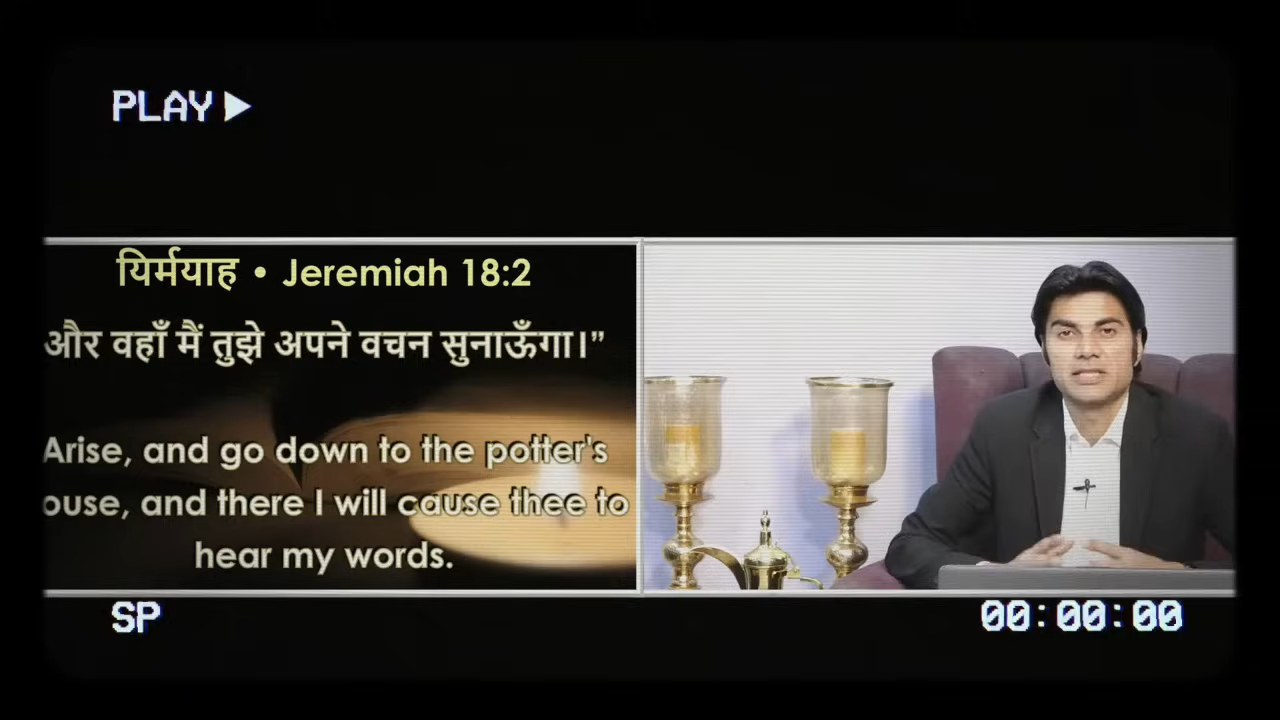 PLAY
यिर्मयाह • Jeremiah 18:2
और वहाँ मैं तुझे अपने वचन सुनाऊँगा।”
Arise, and go down to the potter's
ouse, and there I will cause thee to
hear my words.
SP
00:00:00